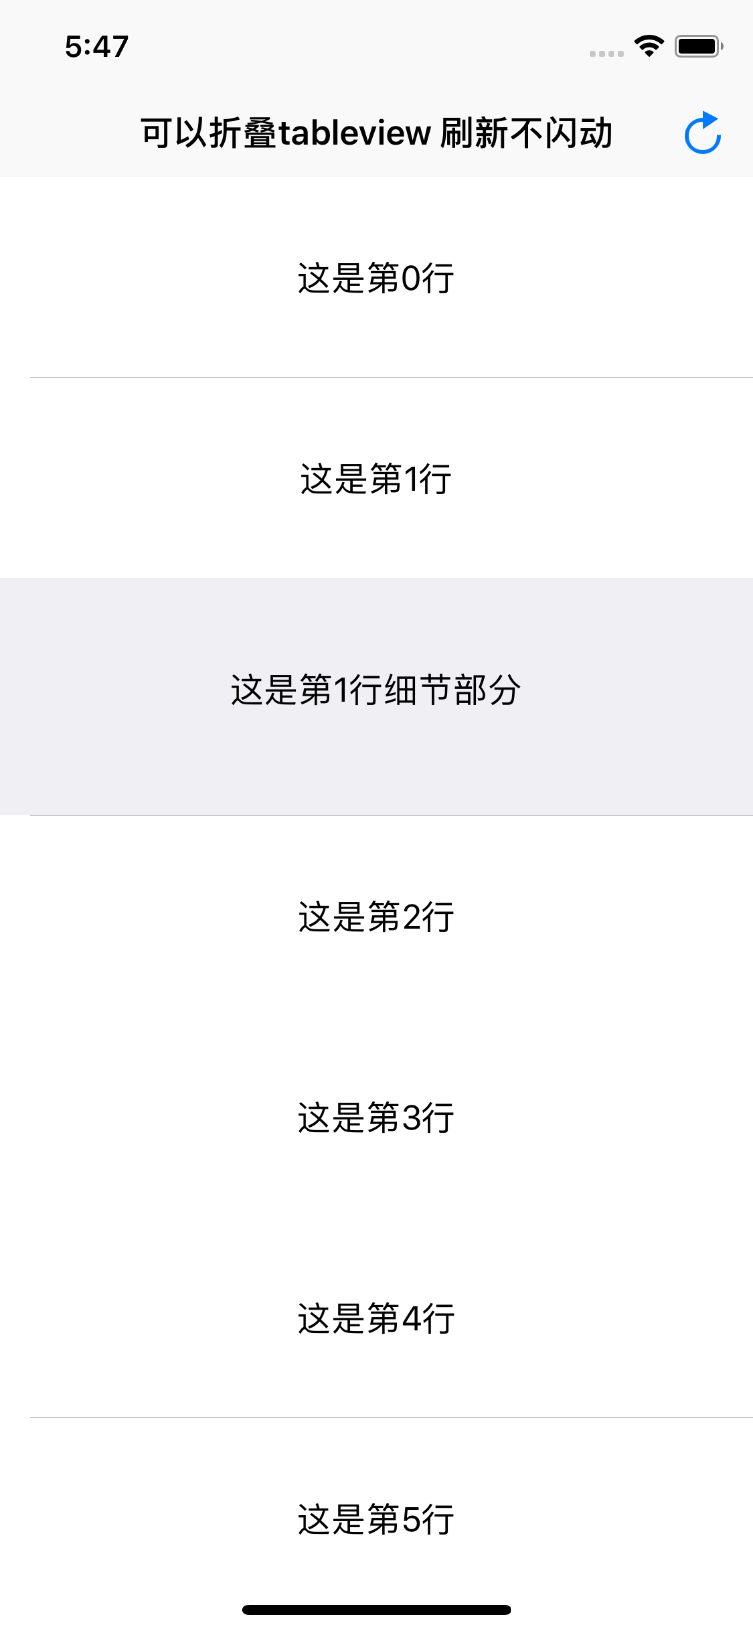 5:47
可以折叠tableview 刷新不闪动
这是第0行
这是第1行
这是第1行细节部分
这是第2行
这是第3行
这是第4行
这是第5行